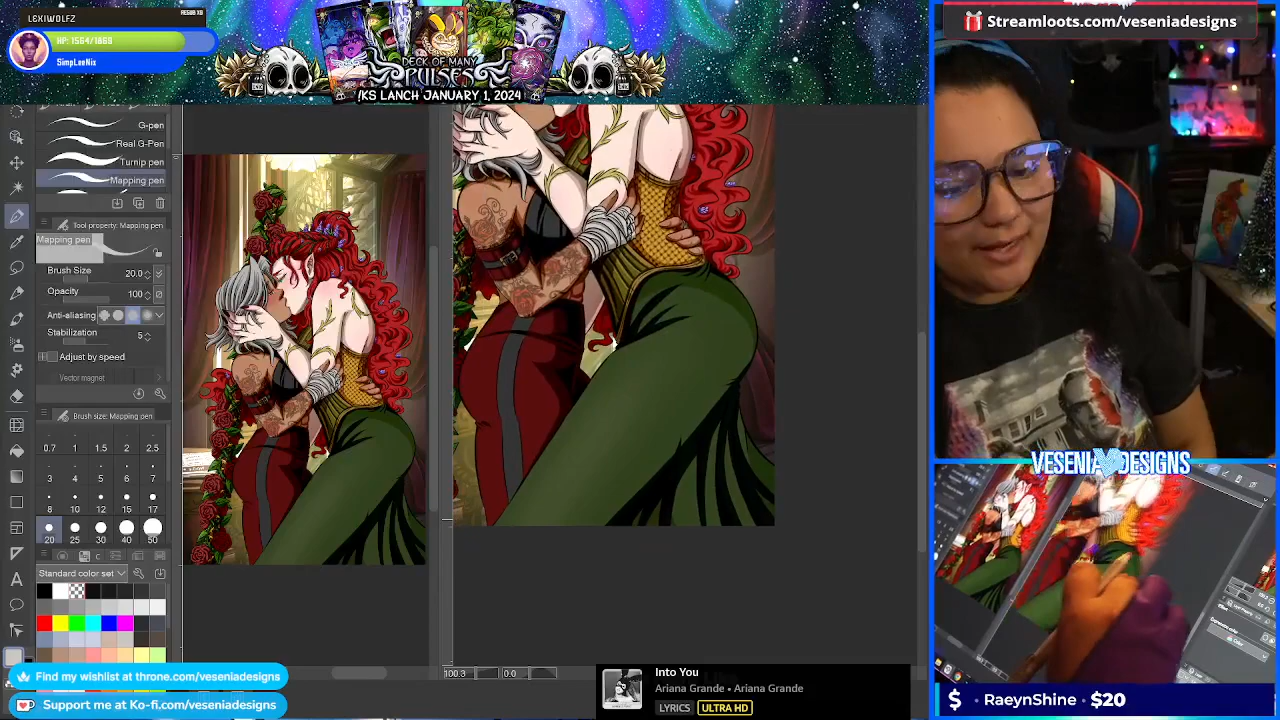 LEXIWOLFZ
HP: 1564/1869
SimpLeeNix
DECK OF MANY
PULSES
!KS LANCH JANUARY 1, 2024
Streamloots.com/veseniadesigns
G-pen
Real G-Pen
Turnip pen
Mapping pen
Tool property: Mapping pen
Mapping pen
Brush Size 20.0
Opacity 100
Anti-aliasing
Stabilization 5
Adjust by speed
Vector magnet
Brush size: Mapping pen
0.7 1 1.5 2 2.5
3 4 5 6 7
8 10 12 15 17
20 25 30 40 50
Standard color set
Find my wishlist at throne.com/veseniadesigns
Support me at Ko-fi.com/veseniadesigns
100.3 0.0
Into You
Ariana Grande • Ariana Grande
LYRICS ULTRA HD
VESENIA DESIGNS
$ RaeynShine • $20